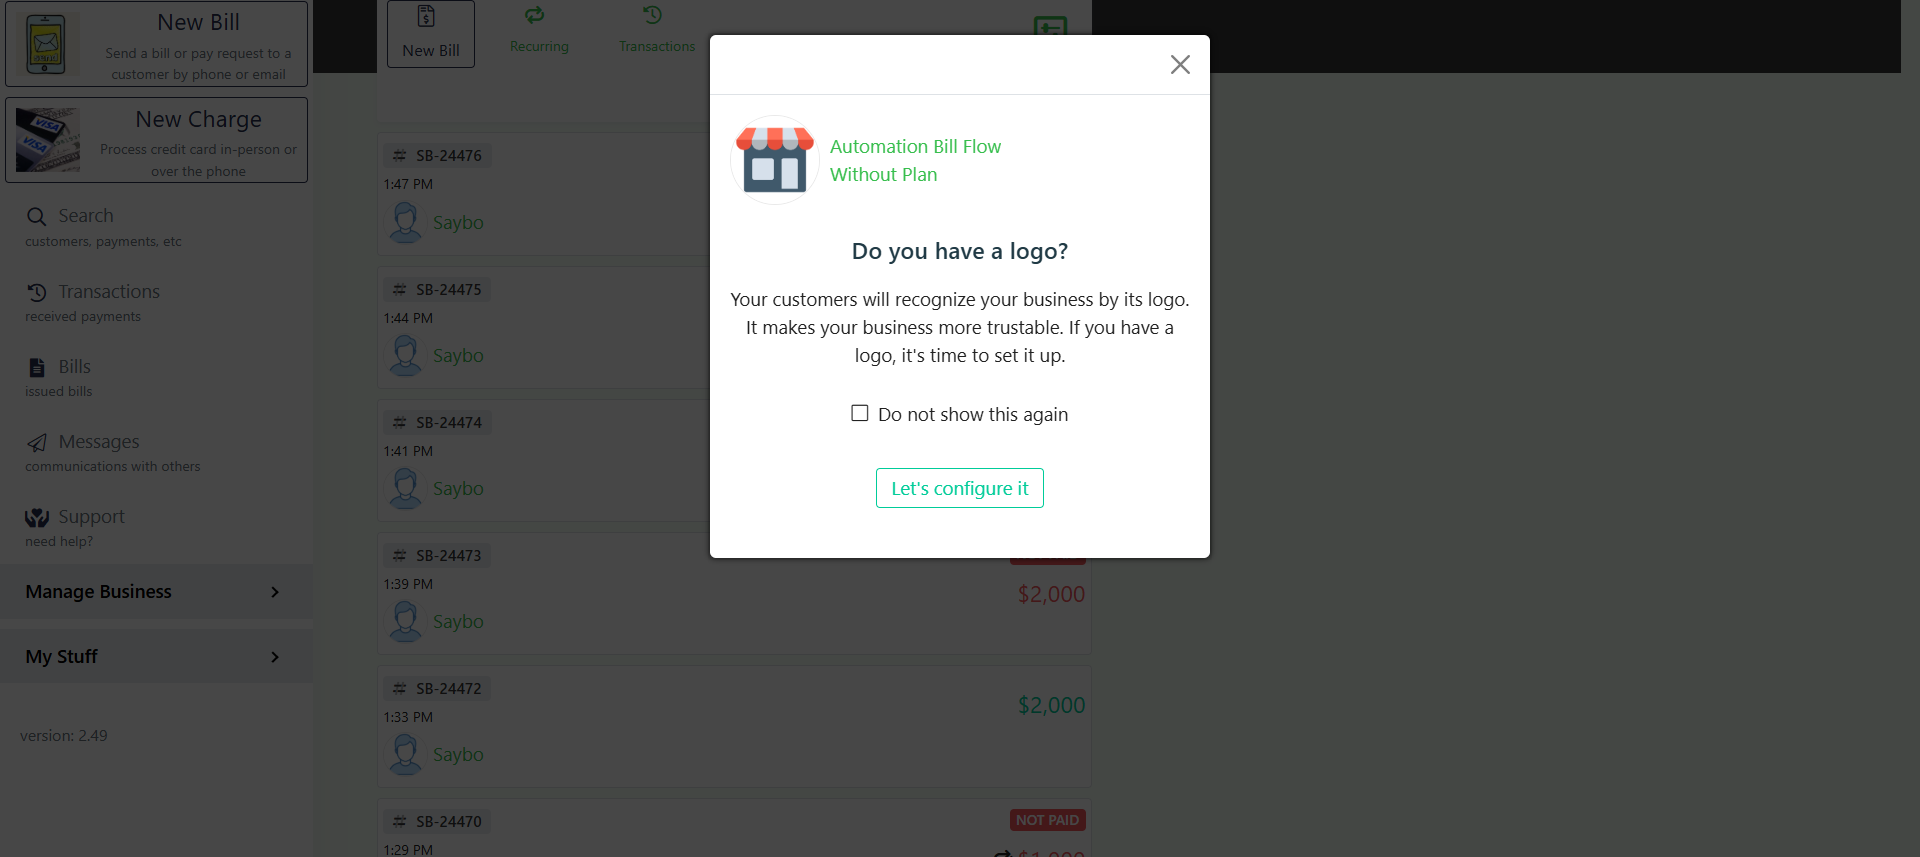 New Bill
Send a bill or pay request to a
customer by phone or email
New Charge
Process credit card in-person or
over the phone
Search
customers, payments, etc
Transactions
received payments
Bills
issued bills
Messages
communications with others
Support
need help?
Manage Business
My Stuff
version: 2.49
New Bill
Recurring
Transactions
# SB-24476
1:47 PM
Saybo
# SB-24475
1:44 PM
Saybo
# SB-24474
1:41 PM
Saybo
# SB-24473
1:39 PM
$2,000
Saybo
# SB-24472
$2,000
1:33 PM
Saybo
# SB-24470
NOT PAID
1:29 PM
Automation Bill Flow
Without Plan
Do you have a logo?
Your customers will recognize your business by its logo.
It makes your business more trustable. If you have a
logo, it's time to set it up.
Do not show this again
Let's configure it